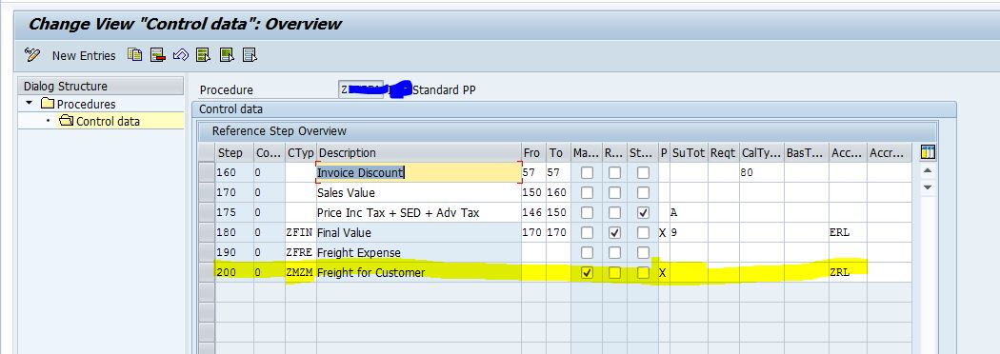 Change View "Control data": Overview
New Entries
Dialog Structure
Procedures
Control data
Procedure Z Standard PP
Control data
Reference Step Overview
Step Co... CTyp Description Fro To Ma... R... St... P SuTot Reqt CalTy... BasT... Acc... Accr...
160 0 Invoice Discount 57 57 80
170 0 Sales Value 150 160
175 0 Price Inc Tax + SED + Adv Tax 146 150 A
180 0 ZFIN Final Value 170 170 X 9 ERL
190 0 ZFRE Freight Expense
200 0 ZMZM Freight for Customer X ZRL